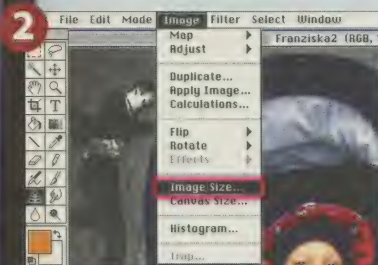 2
File Edit Mode Image Filter Select Window
Franziska2 (RGB,
Map
Adjust
Duplicate...
Apply Image...
Calculations...
Flip
Rotate
Effects
Image Size...
Canvas Size...
Histogram...
Trap...
T